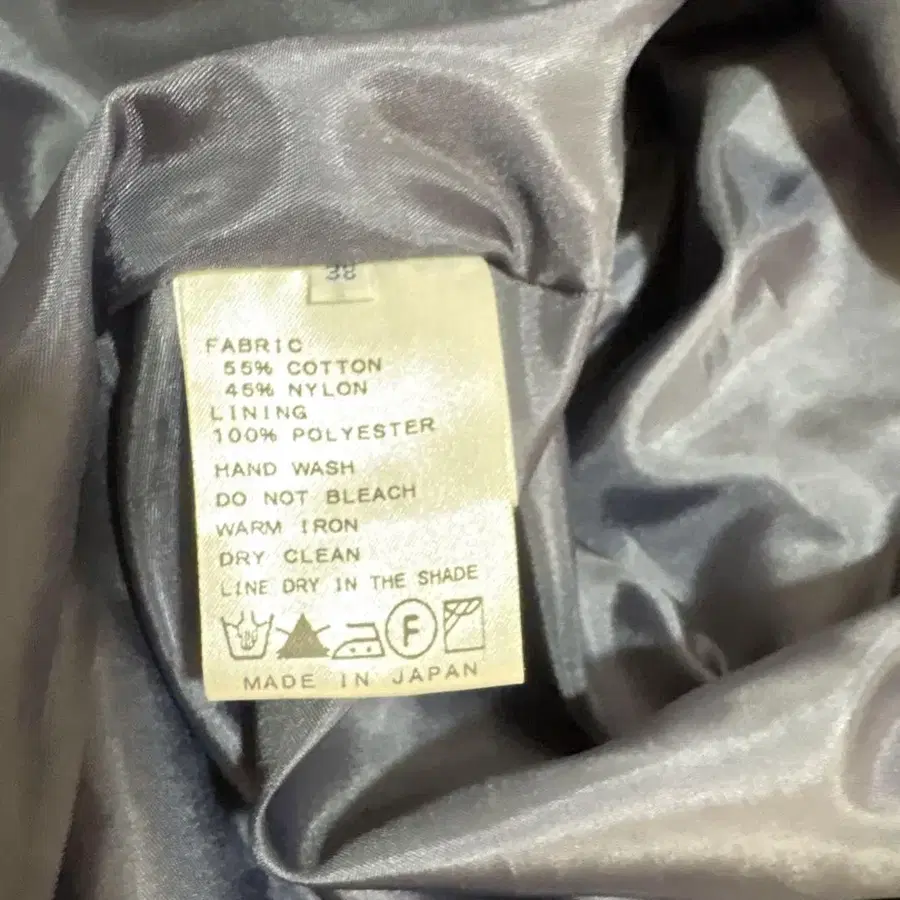 38
FABRIC
55% COTTON
45% NYLON
LINING
100% POLYESTER
HAND WASH
DO NOT BLEACH
WARM IRON
DRY CLEAN
LINE DRY IN THE SHADE
F
MADE IN JAPAN